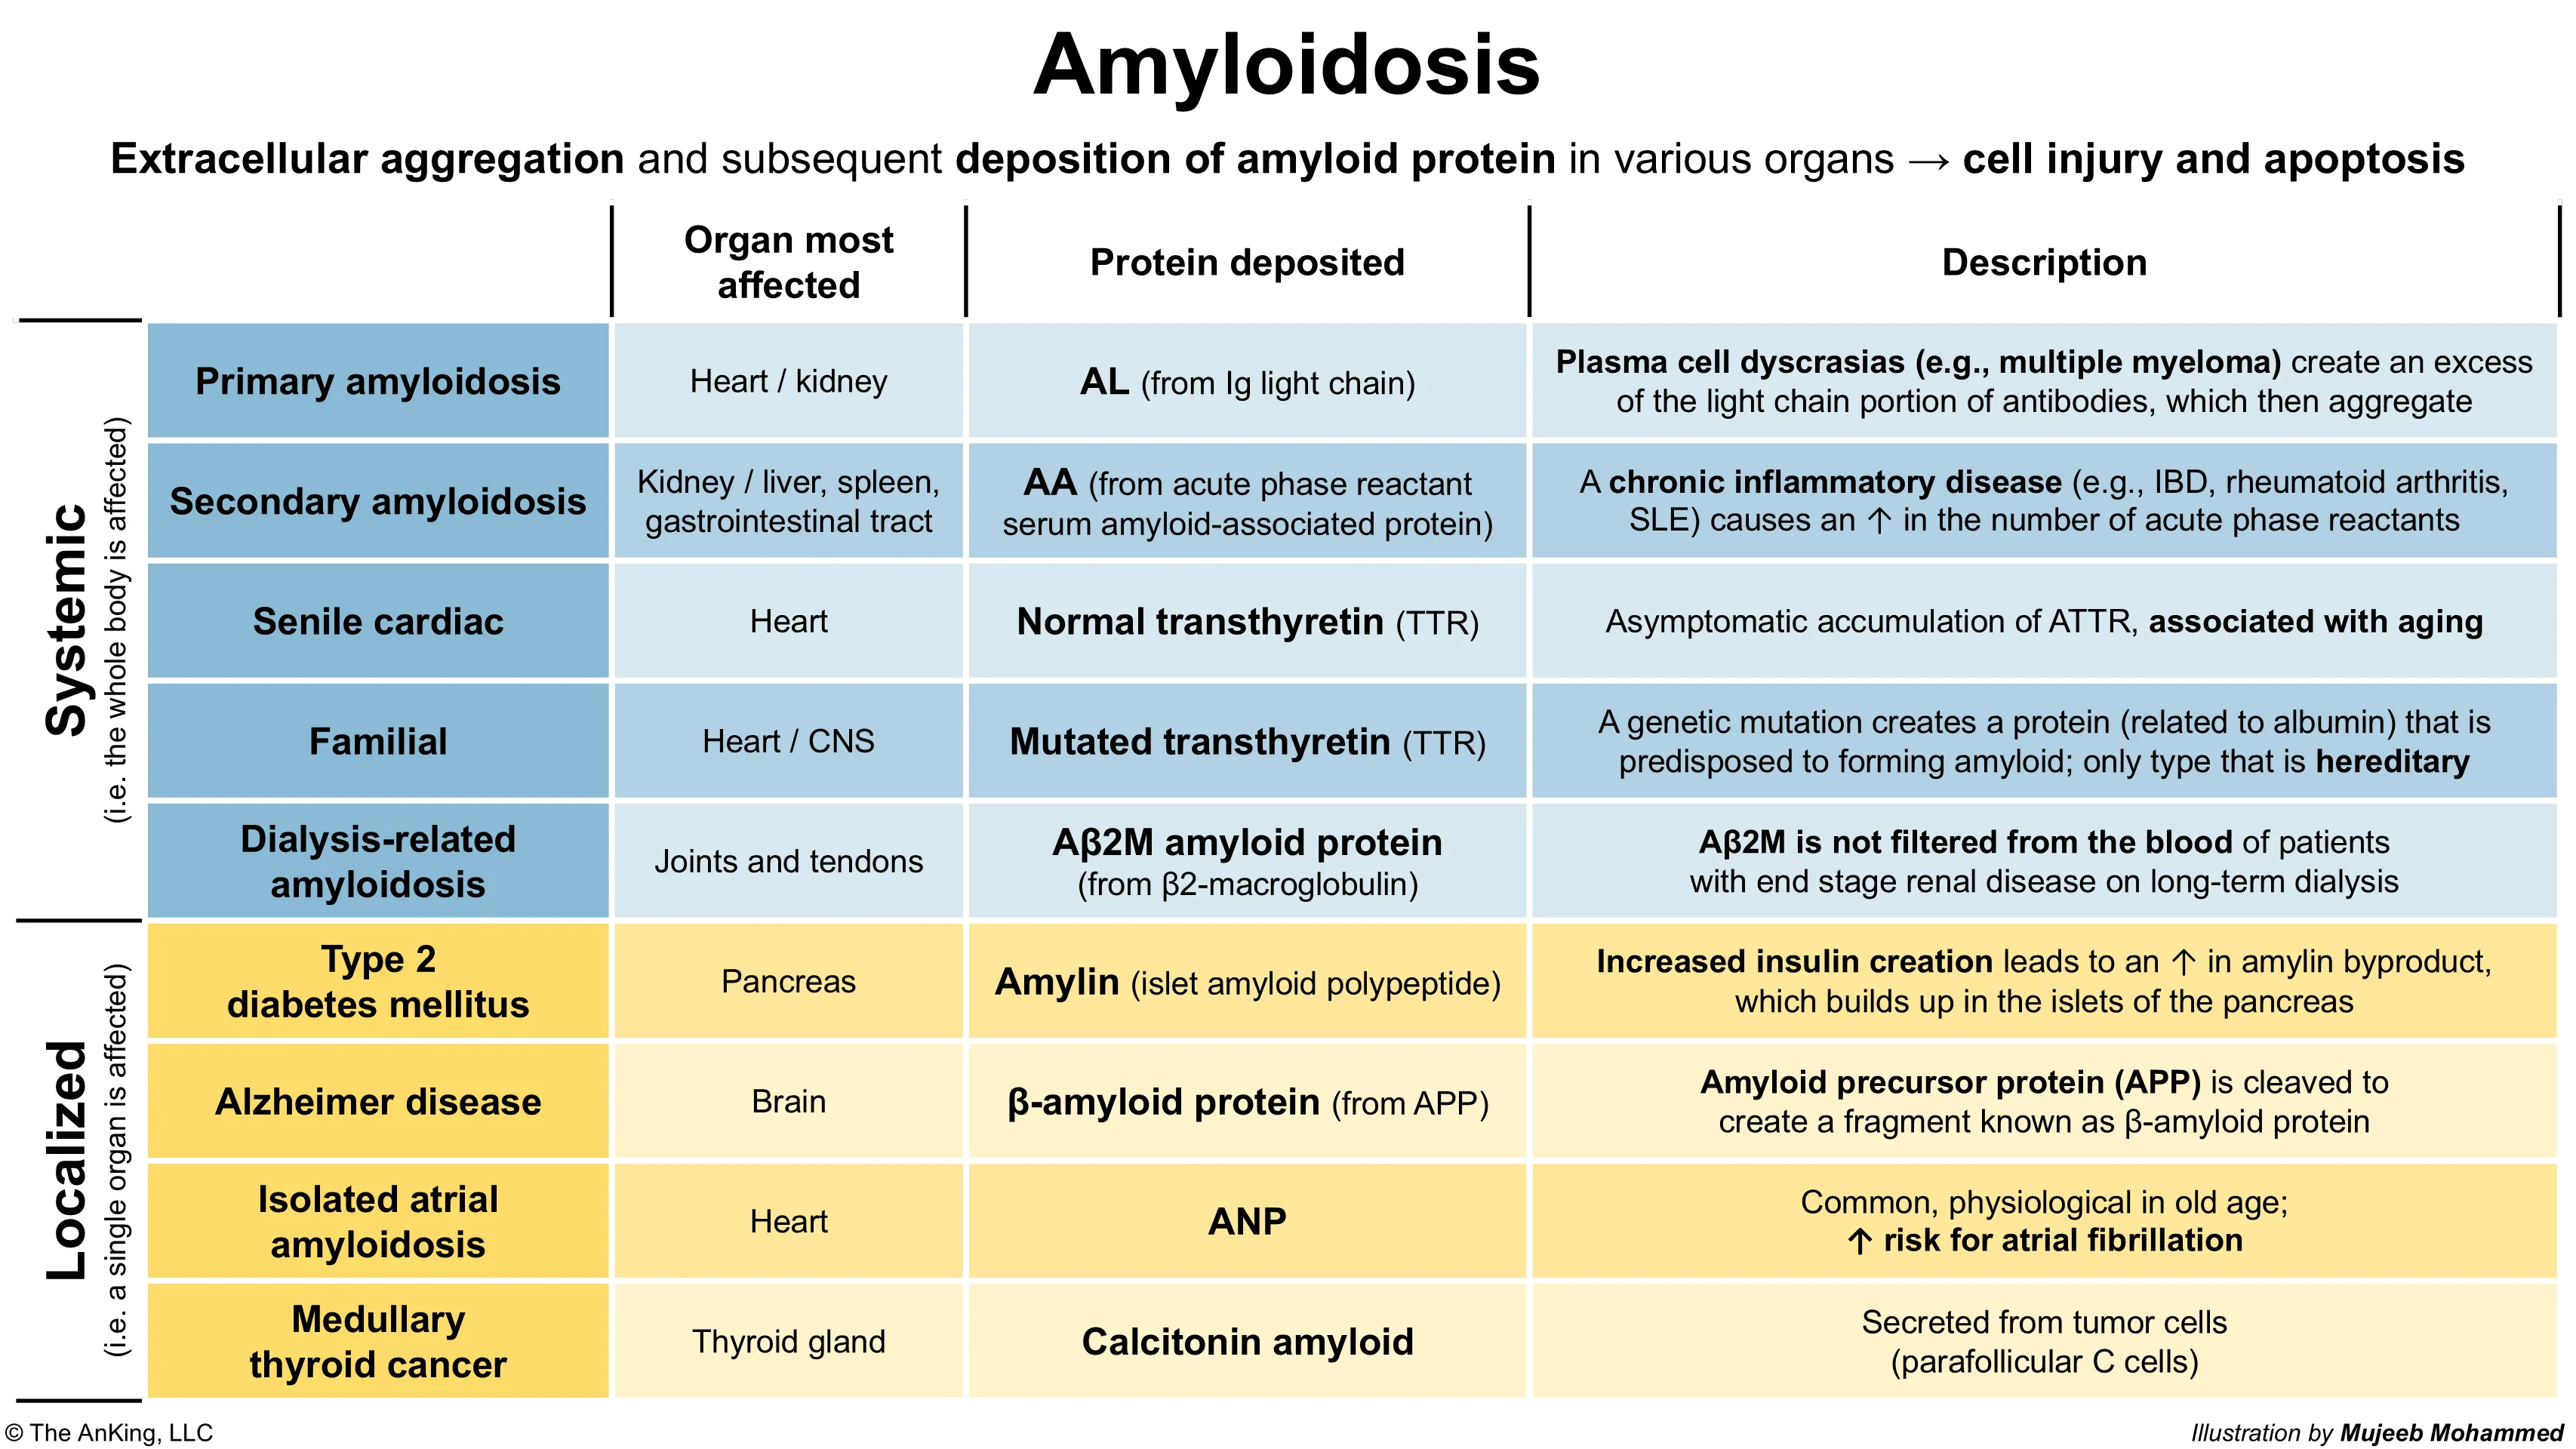 Amyloidosis
Extracellular aggregation and subsequent deposition of amyloid protein in various organs → cell injury and apoptosis
Organ most
affected
Protein deposited
Description
Systemic
(i.e. the whole body is affected)
Primary amyloidosis
Heart / kidney
AL (from Ig light chain)
Plasma cell dyscrasias (e.g., multiple myeloma) create an excess
of the light chain portion of antibodies, which then aggregate
Secondary amyloidosis
Kidney / liver, spleen,
gastrointestinal tract
AA (from acute phase reactant
serum amyloid-associated protein)
A chronic inflammatory disease (e.g., IBD, rheumatoid arthritis,
SLE) causes an ↑ in the number of acute phase reactants
Senile cardiac
Heart
Normal transthyretin (TTR)
Asymptomatic accumulation of ATTR, associated with aging
Familial
Heart / CNS
Mutated transthyretin (TTR)
A genetic mutation creates a protein (related to albumin) that is
predisposed to forming amyloid; only type that is hereditary
Dialysis-related
amyloidosis
Joints and tendons
Aβ2M amyloid protein
(from β2-macroglobulin)
Aβ2M is not filtered from the blood of patients
with end stage renal disease on long-term dialysis
Localized
(i.e. a single organ is affected)
Type 2
diabetes mellitus
Pancreas
Amylin (islet amyloid polypeptide)
Increased insulin creation leads to an ↑ in amylin byproduct,
which builds up in the islets of the pancreas
Alzheimer disease
Brain
β-amyloid protein (from APP)
Amyloid precursor protein (APP) is cleaved to
create a fragment known as β-amyloid protein
Isolated atrial
amyloidosis
Heart
ANP
Common, physiological in old age;
↑ risk for atrial fibrillation
Medullary
thyroid cancer
Thyroid gland
Calcitonin amyloid
Secreted from tumor cells
(parafollicular C cells)
© The AnKing, LLC
Illustration by Mujeeb Mohammed